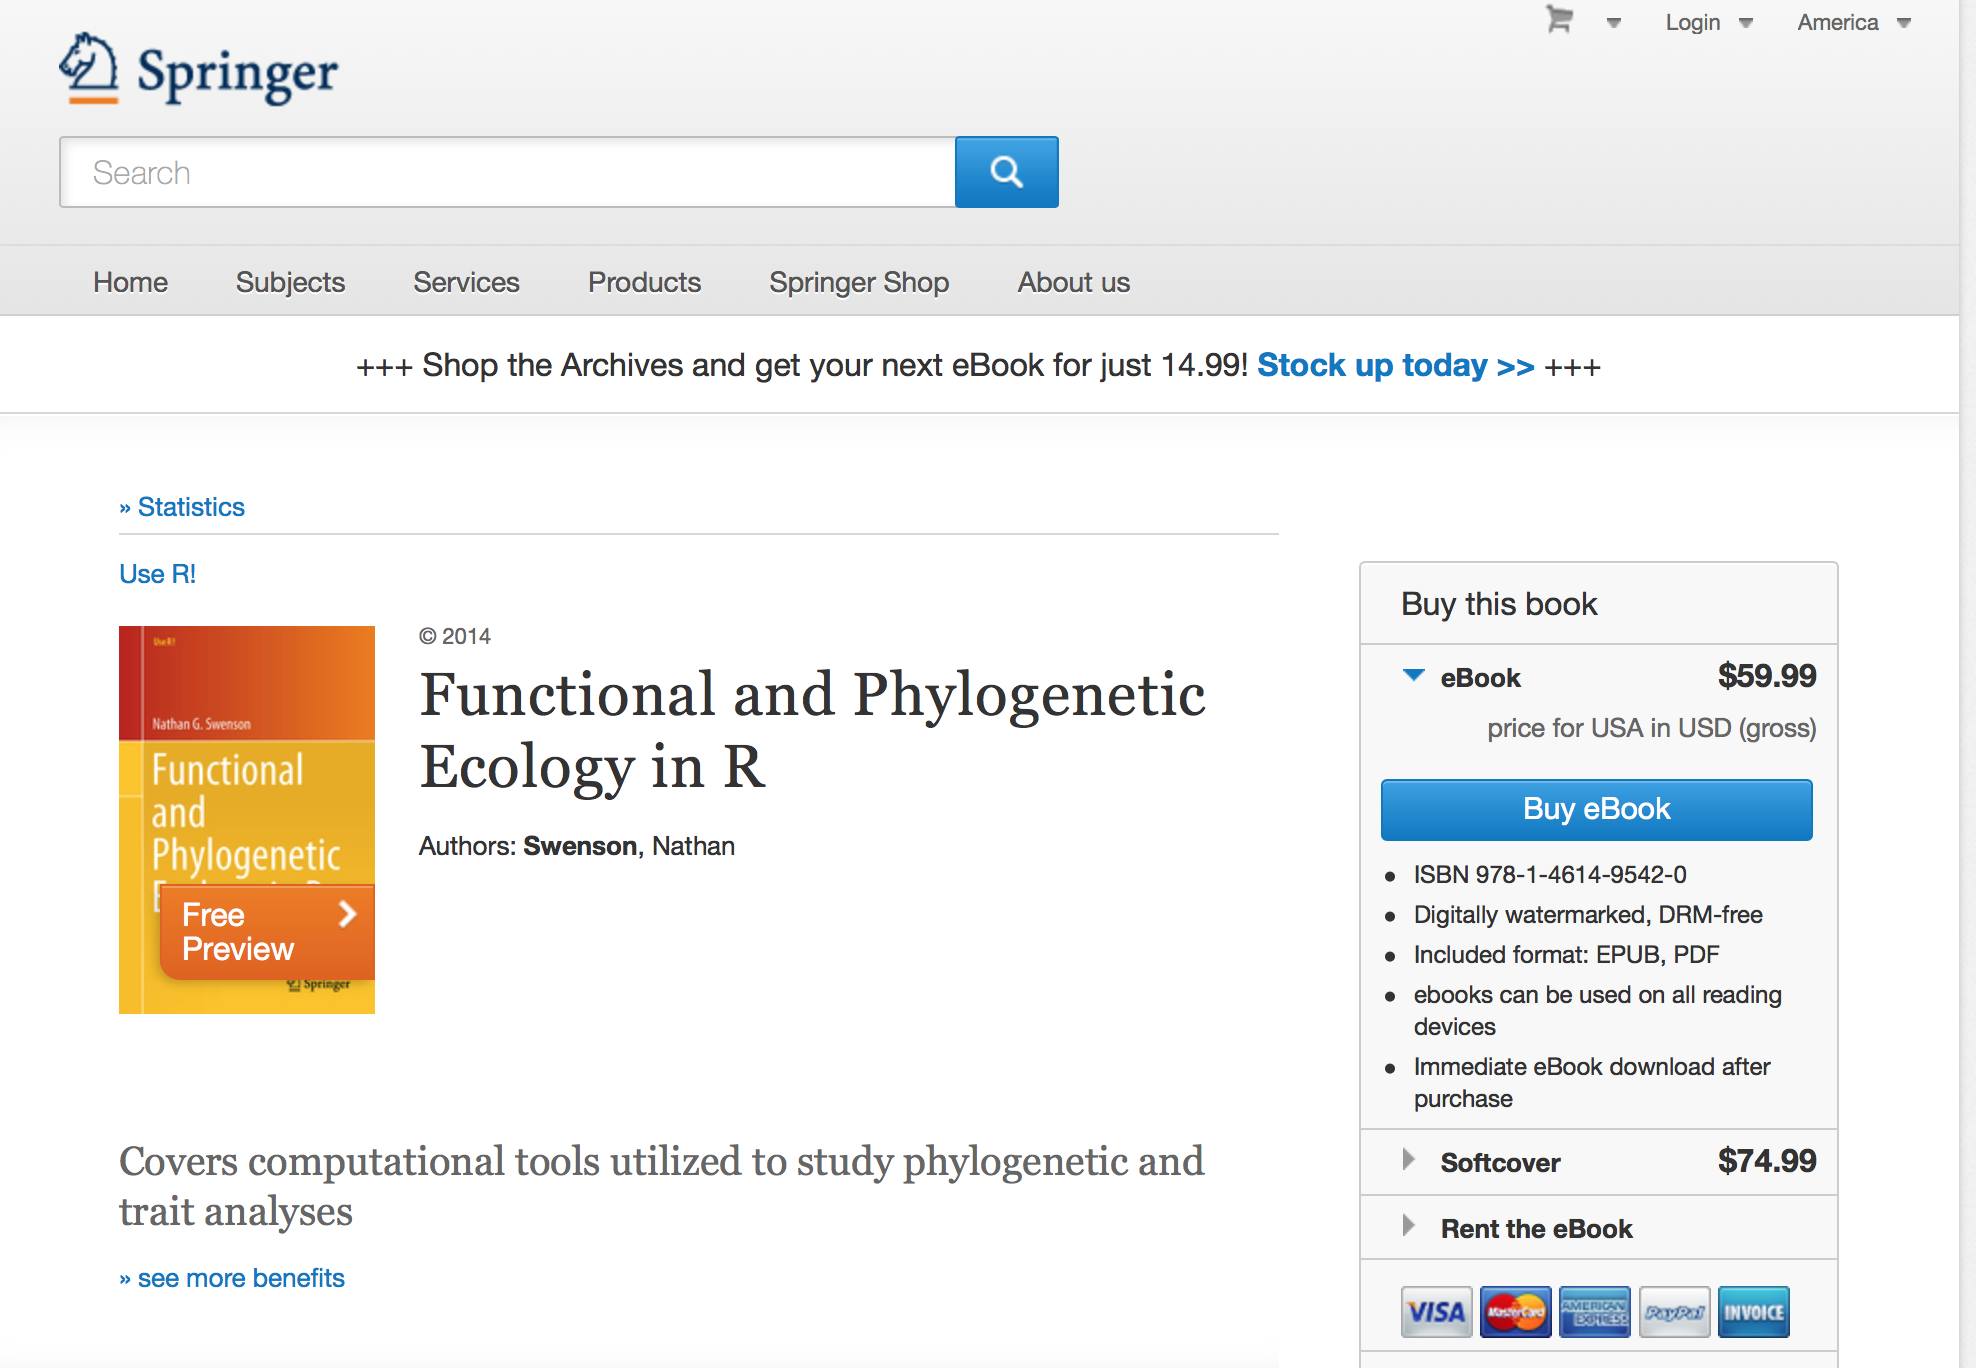 Login
America
Springer
Search
Home
Subjects
Services
Products
Springer Shop
About us
+++ Shop the Archives and get your next eBook for just 14.99! Stock up today >> +++
» Statistics
Use R!
Use R!
Nathan G. Swenson
Functional
and
Phylogenetic
Free
Preview
Springer
© 2014
Functional and Phylogenetic
Ecology in R
Authors: Swenson, Nathan
Covers computational tools utilized to study phylogenetic and
trait analyses
» see more benefits
Buy this book
eBook $59.99
price for USA in USD (gross)
Buy eBook
• ISBN 978-1-4614-9542-0
• Digitally watermarked, DRM-free
• Included format: EPUB, PDF
• ebooks can be used on all reading
devices
• Immediate eBook download after
purchase
Softcover $74.99
Rent the eBook
VISA
MasterCard
AMERICAN
EXPRESS
PayPal
INVOICE